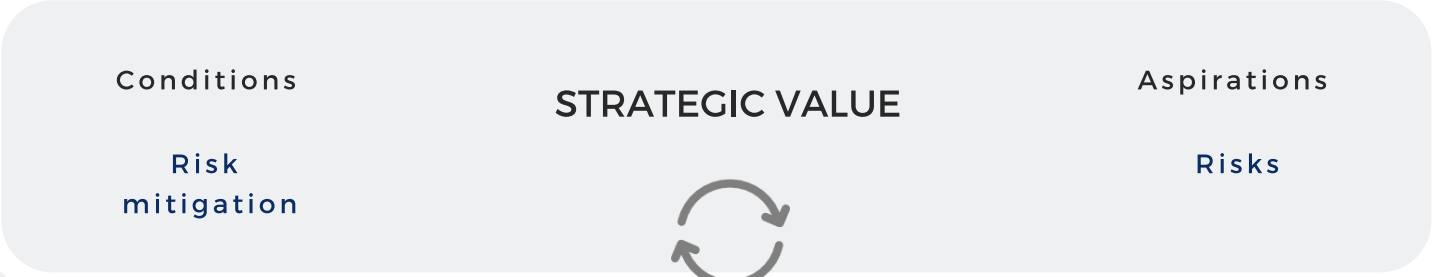 Conditions
Risk
mitigation
STRATEGIC VALUE
Aspirations
Risks